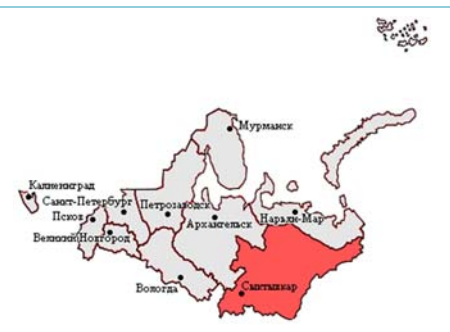 Мурманск
Калининград
Санкт-Петербург
Петрозаводск
Псков
Архангельск
Нарьян-Мар
Великий Новгород
Вологда
Сыктывкар